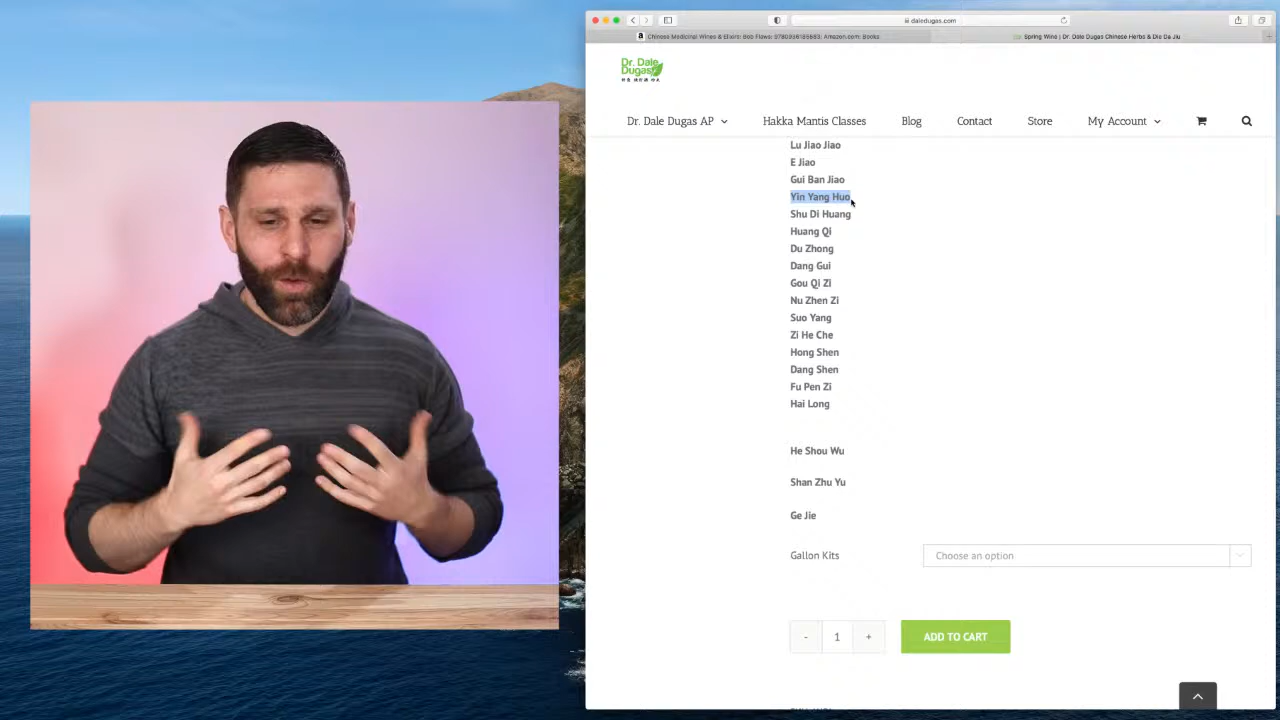 daledugas.com
Chinese Medicinal Wines & Elixirs: Bob Flaws: 9780936185583: Amazon.com: Books
Spring Wine | Dr. Dale Dugas Chinese Herbs & Die Da Jiu
Dr. Dale
Dugas
Dr. Dale Dugas AP
Hakka Mantis Classes
Blog
Contact
Store
My Account
Lu Jiao Jiao
E Jiao
Gui Ban Jiao
Yin Yang Huo
Shu Di Huang
Huang Qi
Du Zhong
Dang Gui
Gou Qi Zi
Nu Zhen Zi
Suo Yang
Zi He Che
Hong Shen
Dang Shen
Fu Pen Zi
Hai Long
He Shou Wu
Shan Zhu Yu
Ge Jie
Gallon Kits
Choose an option
- 1 +
ADD TO CART